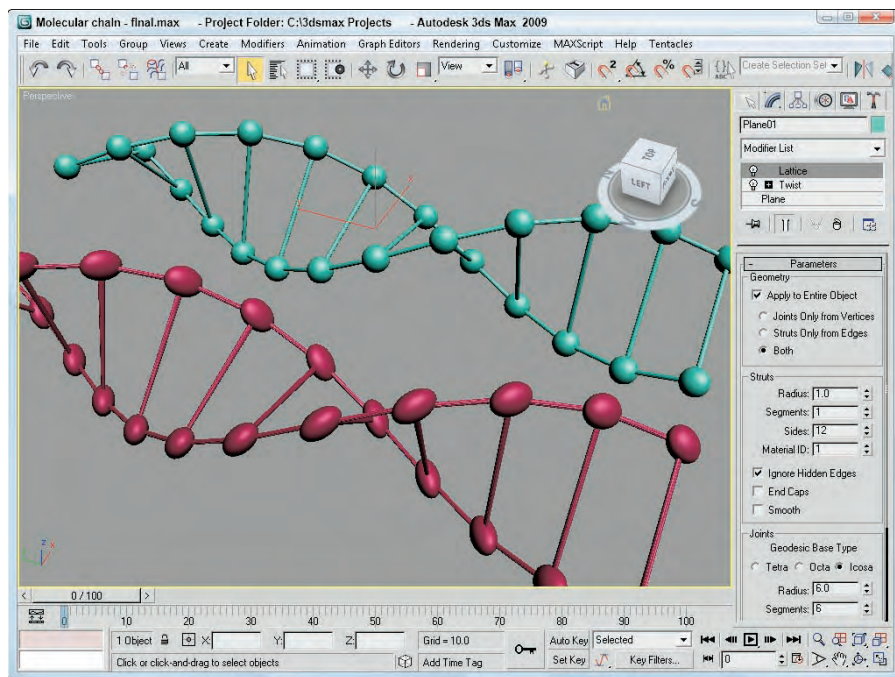 Molecular chain - final.max - Project Folder: C:\3dsmax Projects - Autodesk 3ds Max 2009
File Edit Tools Group Views Create Modifiers Animation Graph Editors Rendering Customize MAXScript Help Tentacles
All View Create Selection Set
Perspective
TOP
LEFT
Plane01
Modifier List
Lattice
Twist
Plane
- Parameters
Geometry
Apply to Entire Object
Joints Only from Vertices
Struts Only from Edges
Both
Struts
Radius: 1.0
Segments: 1
Sides: 12
Material ID: 1
Ignore Hidden Edges
End Caps
Smooth
Joints
Geodesic Base Type
Tetra Octa Icosa
Radius: 6.0
Segments: 6
z x
< 0 / 100 >
0 10 20 30 40 50 60 70 80 90 100
1 Object X: Y: Z: Grid = 10.0 Auto Key Selected
Click or click-and-drag to select objects Add Time Tag Set Key Key Filters... 0